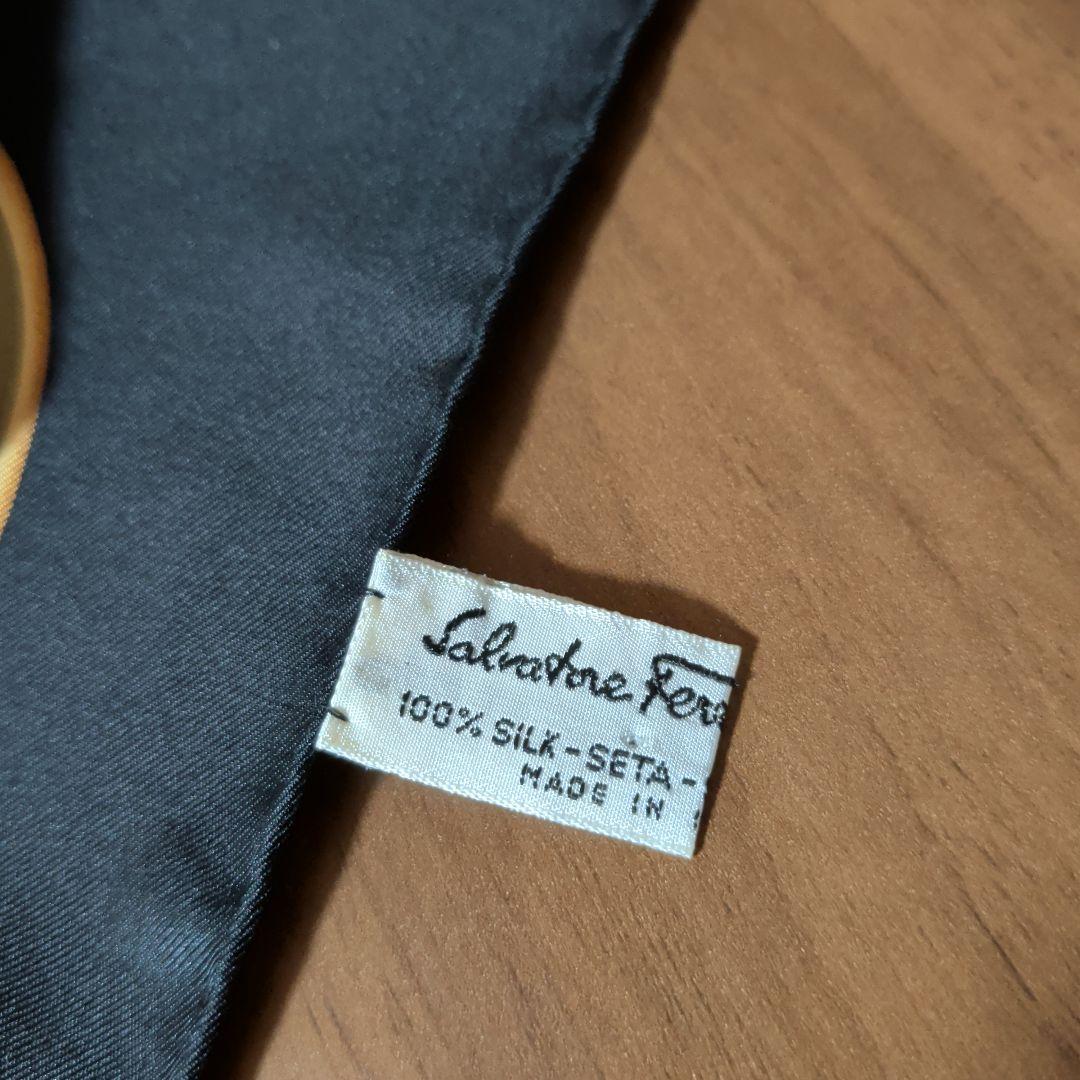 Salvatore Fer
100% SILK - SETA -
MADE IN